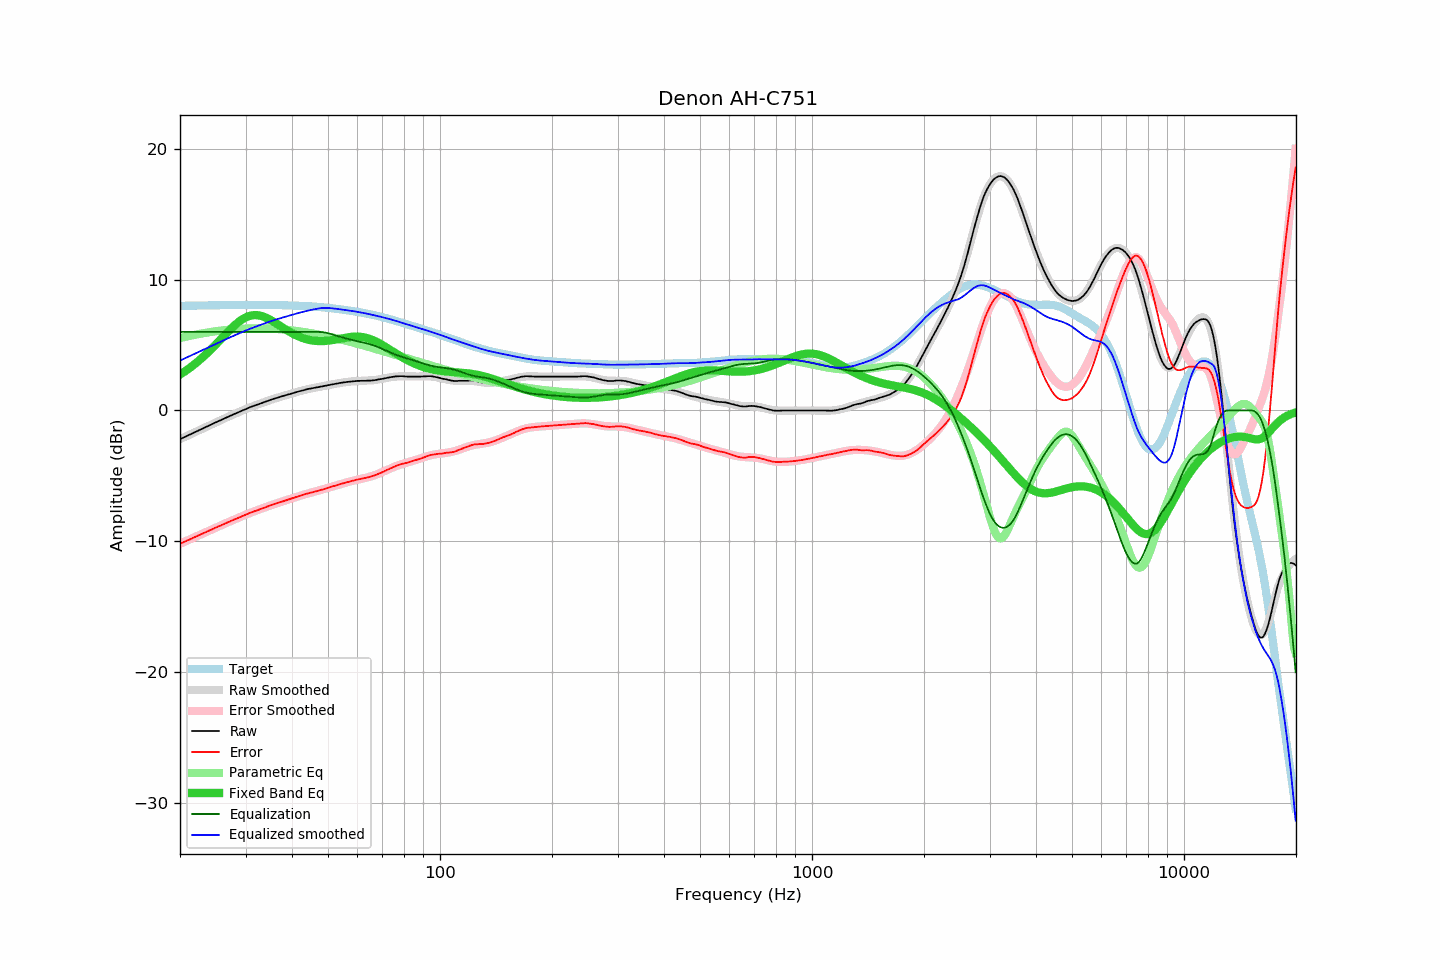 Denon AH-C751
20
10
0
−10
−20
−30
Amplitude (dBr)
Target
Raw Smoothed
Error Smoothed
Raw
Error
Parametric Eq
Fixed Band Eq
Equalization
Equalized smoothed
100 1000 10000
Frequency (Hz)